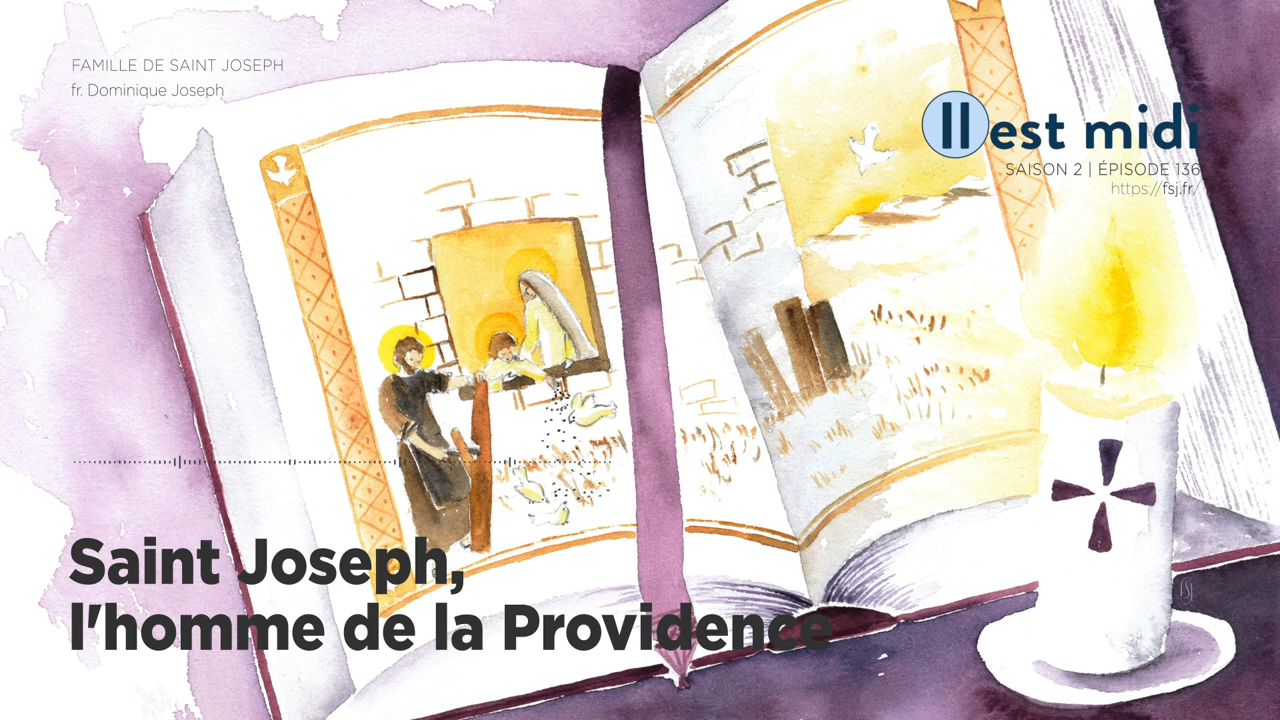 FAMILLE DE SAINT JOSEPH
fr. Dominique Joseph
Il est midi
SAISON 2 | ÉPISODE 136
https://fsj.fr/
Saint Joseph,
l'homme de la Providence
FSJ